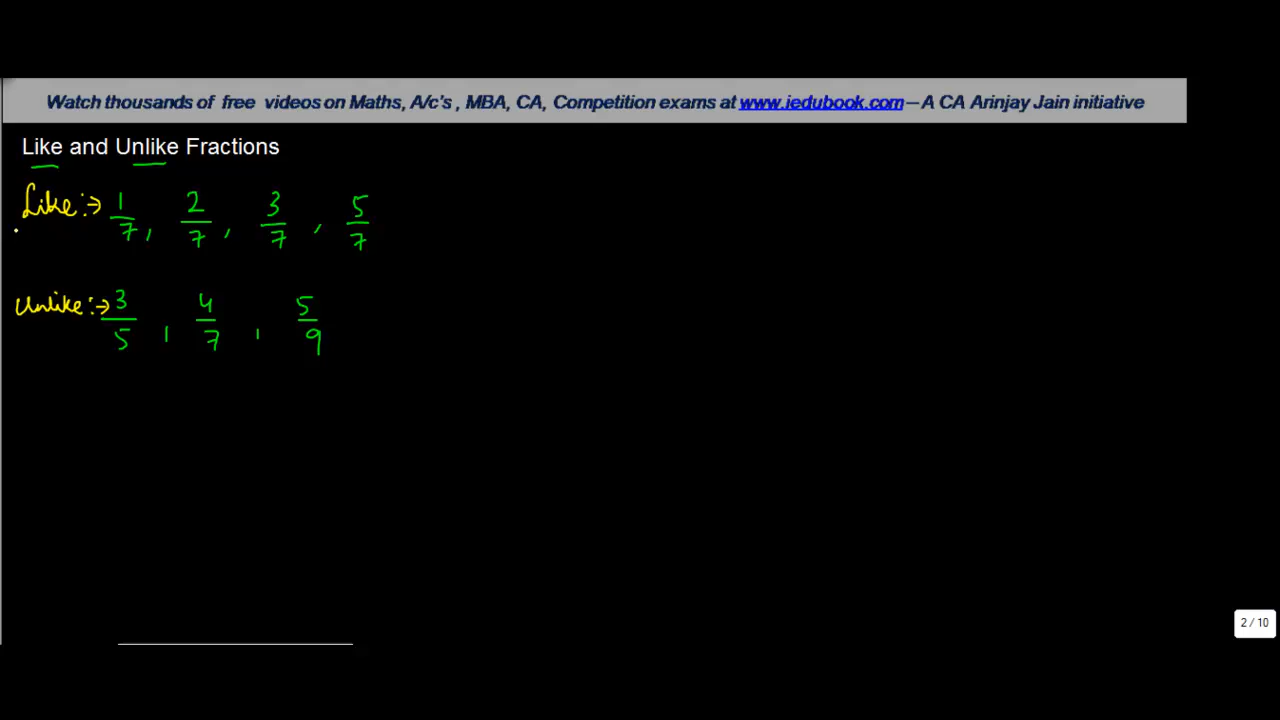 Watch thousands of free videos on Maths, A/c's , MBA, CA, Competition exams at www.iedubook.com – A CA Arinjay Jain initiative
Like and Unlike Fractions
Like :→ 1/7, 2/7, 3/7, 5/7
Unlike :→ 3/5, 4/7, 5/9
2 / 10